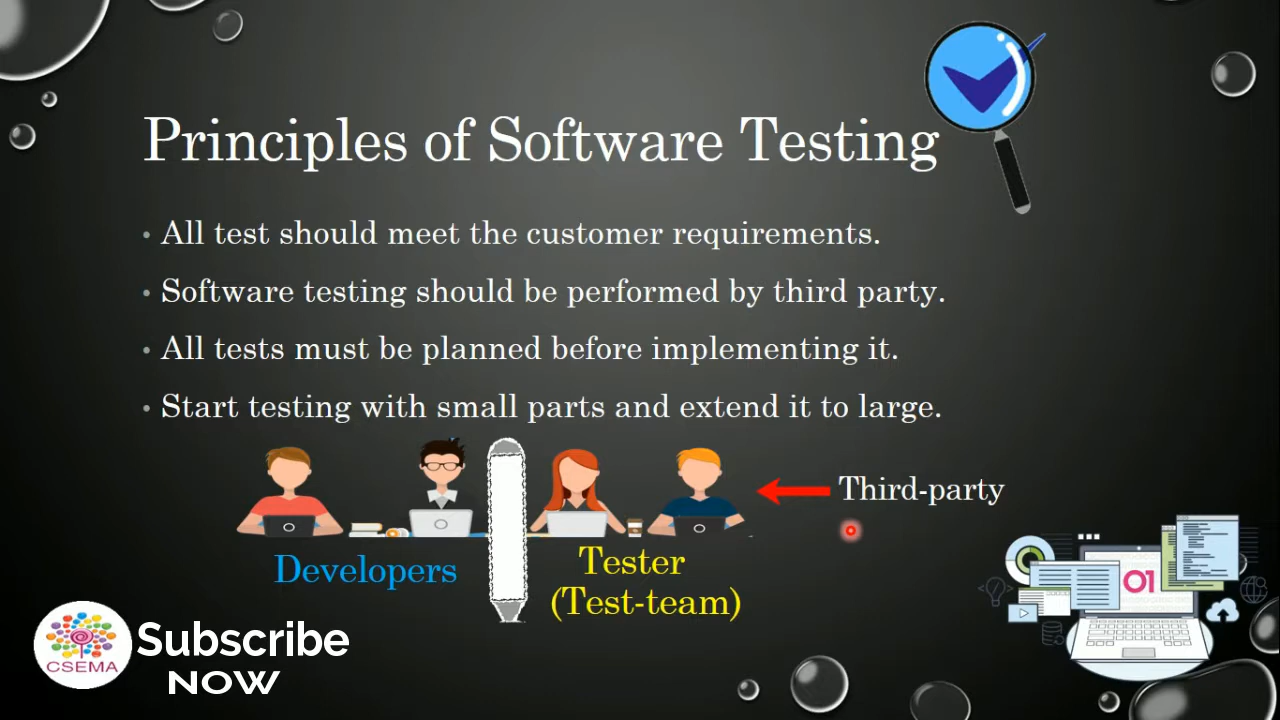 Principles of Software Testing
• All test should meet the customer requirements.
• Software testing should be performed by third party.
• All tests must be planned before implementing it.
• Start testing with small parts and extend it to large.
Third-party
Developers
Tester
(Test-team)
01
CSEMA
Subscribe
NOW